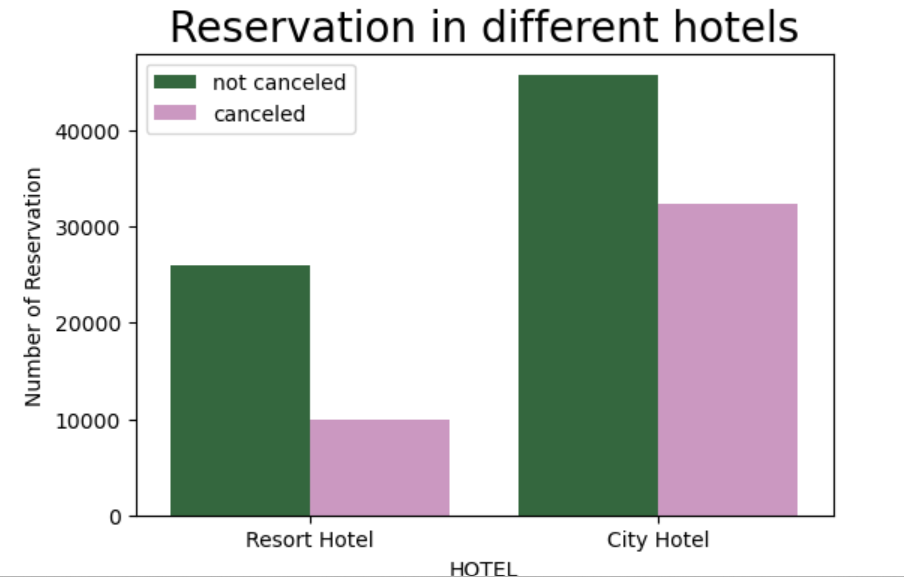 Reservation in different hotels
not canceled
canceled
Number of Reservation
40000
30000
20000
10000
0
Resort Hotel
City Hotel
HOTEL